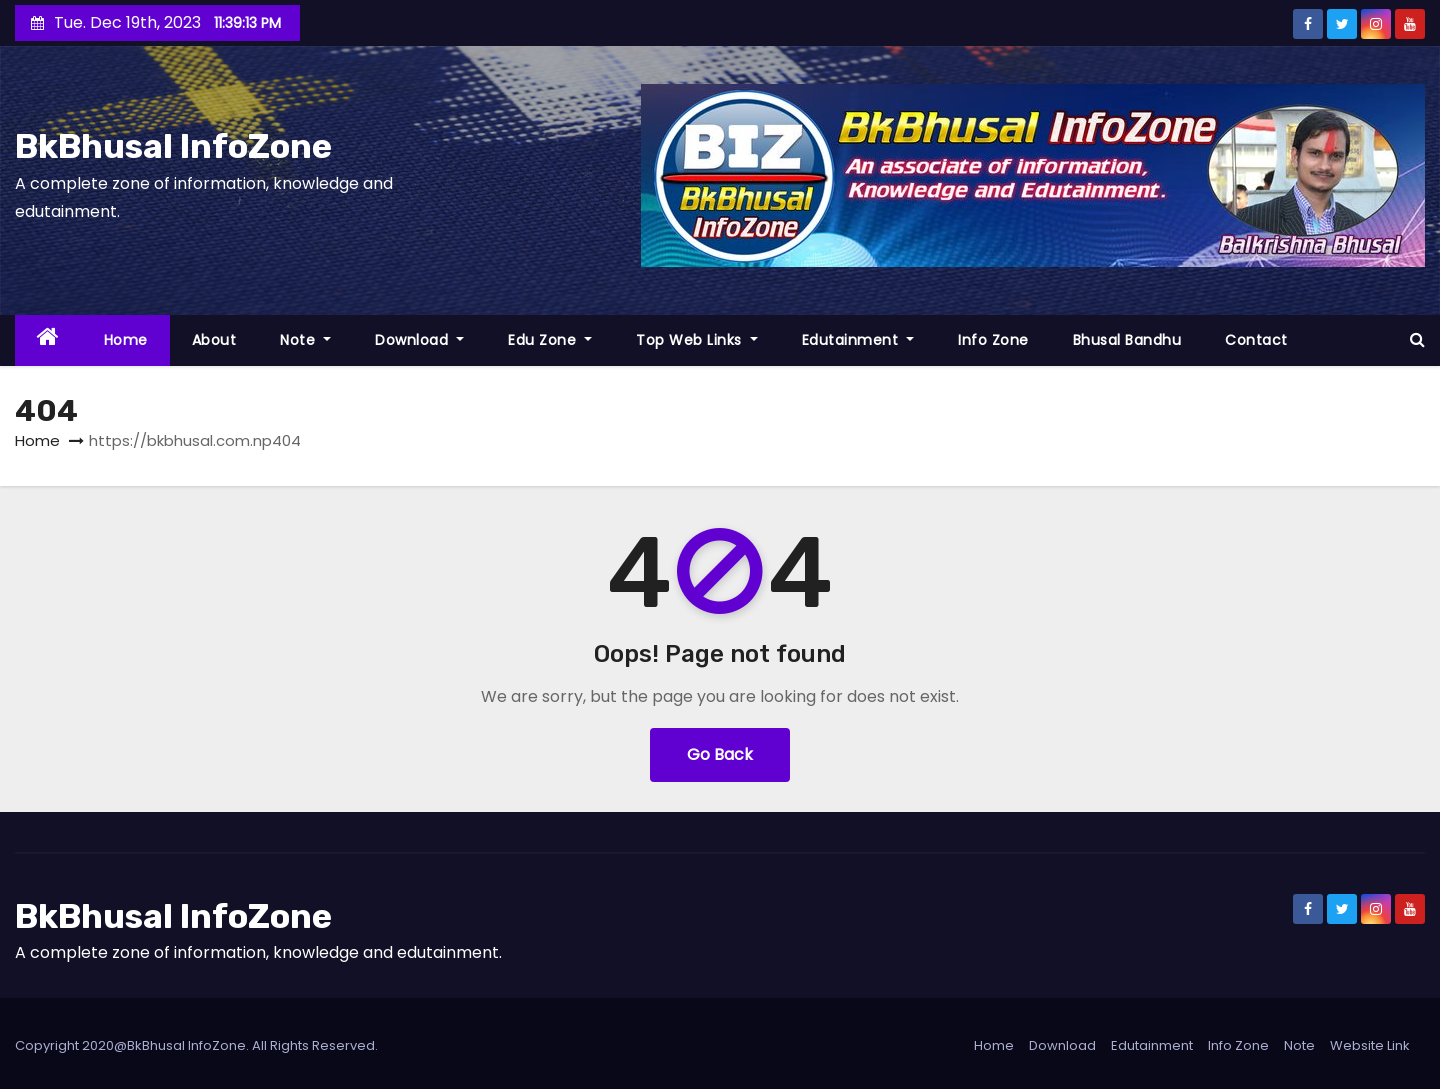 Tue. Dec 19th, 2023 11:39:13 PM
BkBhusal InfoZone
A complete zone of information, knowledge and
edutainment.
BIZ
BkBhusal
InfoZone
BkBhusal InfoZone
An associate of information,
Knowledge and Edutainment.
Balkrishna Bhusal
Home About Note Download Edu Zone Top Web Links Edutainment Info Zone Bhusal Bandhu Contact
404
Home https://bkbhusal.com.np404
404
Oops! Page not found
We are sorry, but the page you are looking for does not exist.
Go Back
BkBhusal InfoZone
A complete zone of information, knowledge and edutainment.
Copyright 2020@BkBhusal InfoZone. All Rights Reserved.
Home Download Edutainment Info Zone Note Website Link